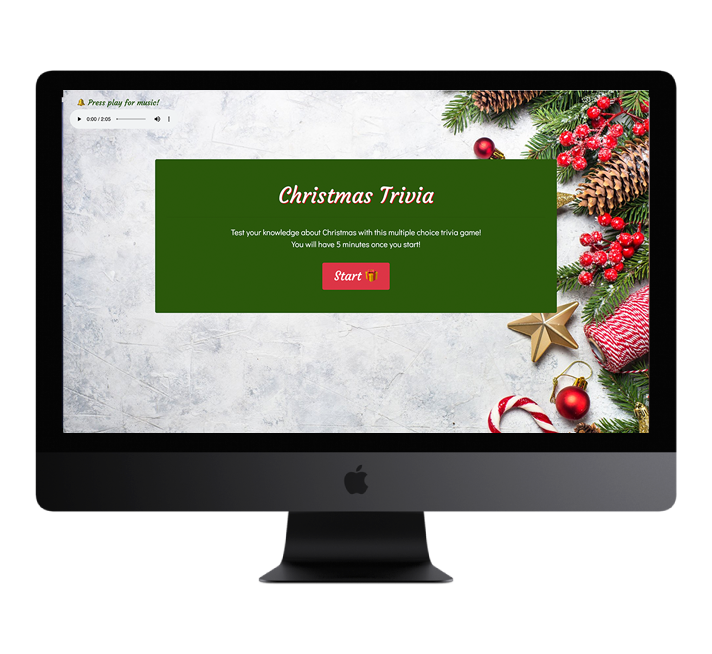 Press play for music!
0:00 / 2:05
Christmas Trivia
Test your knowledge about Christmas with this multiple choice trivia game!
You will have 5 minutes once you start!
Start